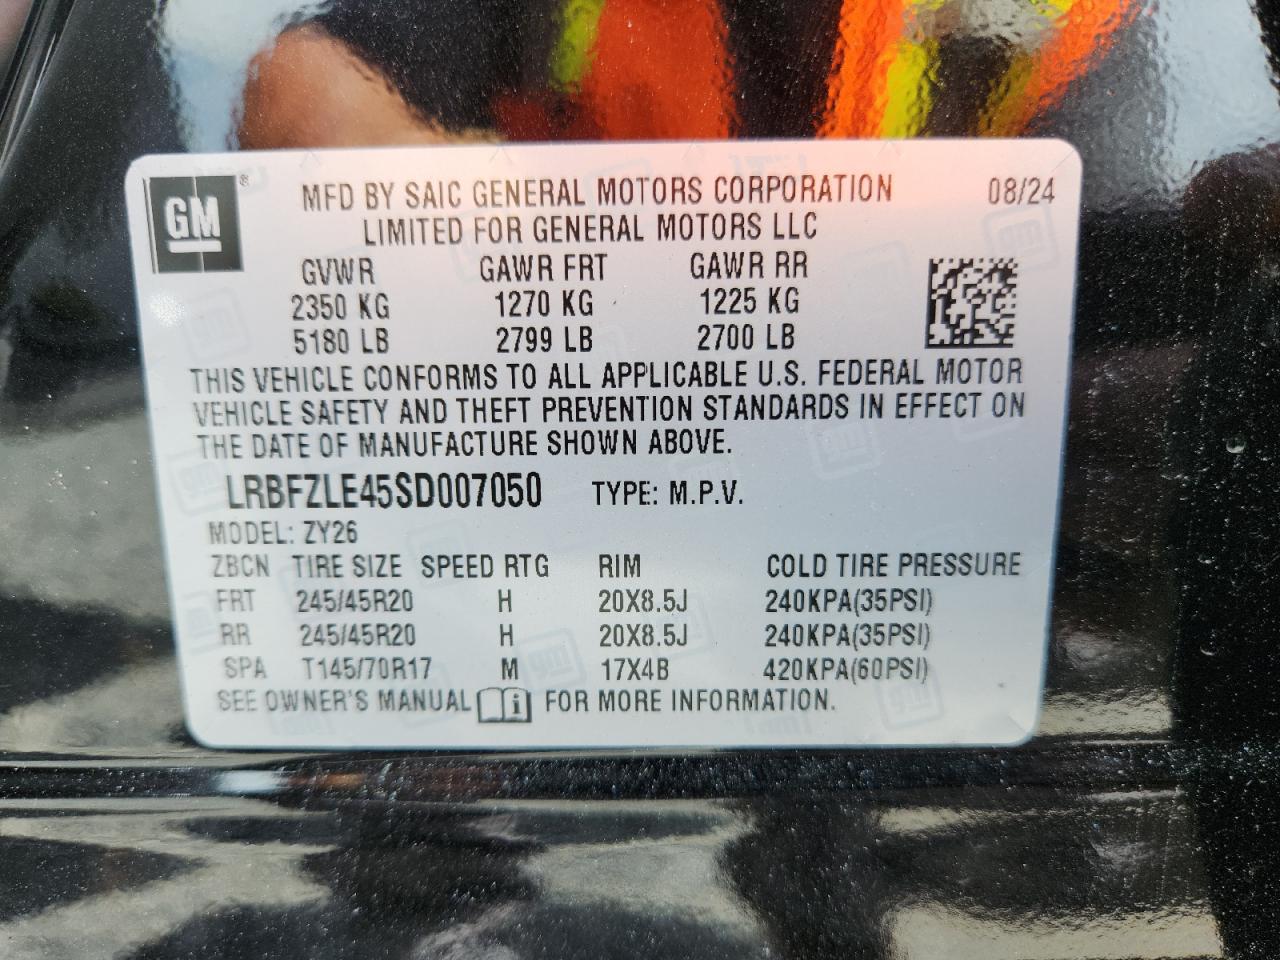 GM ® MFD BY SAIC GENERAL MOTORS CORPORATION 08/24
LIMITED FOR GENERAL MOTORS LLC
GVWR GAWR FRT GAWR RR
2350 KG 1270 KG 1225 KG
5180 LB 2799 LB 2700 LB
THIS VEHICLE CONFORMS TO ALL APPLICABLE U.S. FEDERAL MOTOR
VEHICLE SAFETY AND THEFT PREVENTION STANDARDS IN EFFECT ON
THE DATE OF MANUFACTURE SHOWN ABOVE.
LRBFZLE45SD007050 TYPE: M.P.V.
MODEL: ZY26
ZBCN TIRE SIZE SPEED RTG RIM COLD TIRE PRESSURE
FRT 245/45R20 H 20X8.5J 240KPA(35PSI)
RR 245/45R20 H 20X8.5J 240KPA(35PSI)
SPA T145/70R17 M 17X4B 420KPA(60PSI)
SEE OWNER'S MANUAL i FOR MORE INFORMATION.